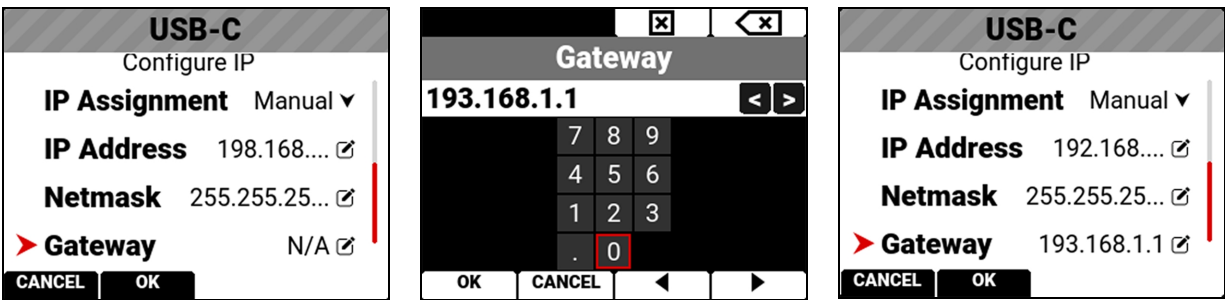 USB-C
Configure IP
IP Assignment Manual
IP Address 198.168....
Netmask 255.255.25...
Gateway N/A
CANCEL OK
Gateway
193.168.1.1 < >
7 8 9
4 5 6
1 2 3
. 0
OK CANCEL ◀ ▶
USB-C
Configure IP
IP Assignment Manual
IP Address 192.168....
Netmask 255.255.25...
Gateway 193.168.1.1
CANCEL OK